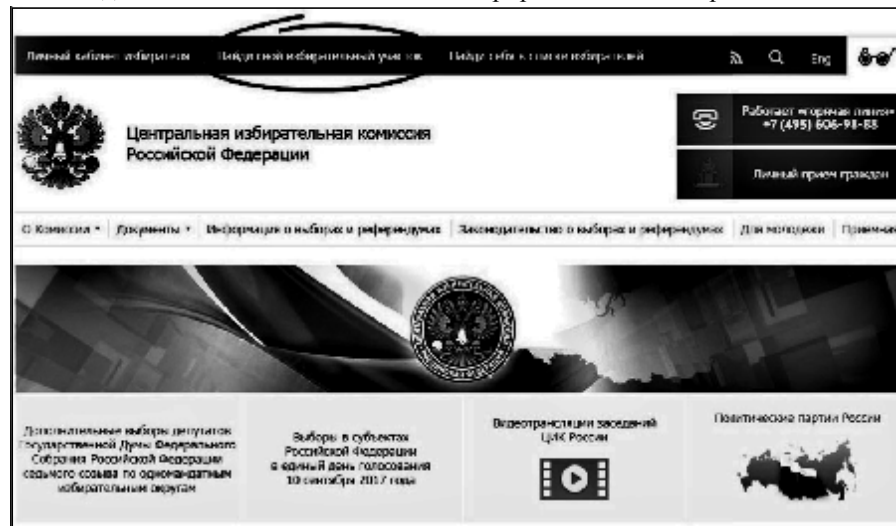 Личный кабинет избирателя Найди свой избирательный участок Найди себя в списке избирателей Eng
Центральная избирательная комиссия
Российской Федерации
Работает «горячая линия»
+7 (495) 606-98-88
Личный прием граждан
О Комиссии Документы Информация о выборах и референдумах Законодательство о выборах и референдумах Для молодежи Приемная
Дополнительные выборы депутатов
Государственной Думы Федерального
Собрания Российской Федерации
седьмого созыва по одномандатным
избирательным округам
Выборы в субъектах
Российской Федерации
в единый день голосования
10 сентября 2017 года
Видеотрансляции заседаний
ЦИК России
Политические партии России